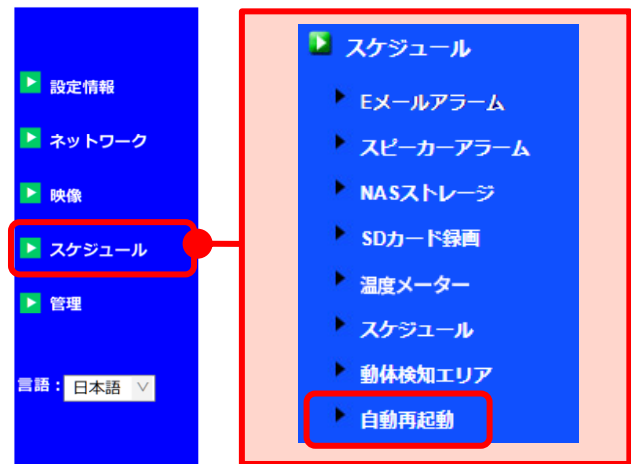 設定情報
ネットワーク
映像
スケジュール
管理
言語：日本語
スケジュール
Eメールアラーム
スピーカーアラーム
NASストレージ
SDカード録画
温度メーター
スケジュール
動体検知エリア
自動再起動